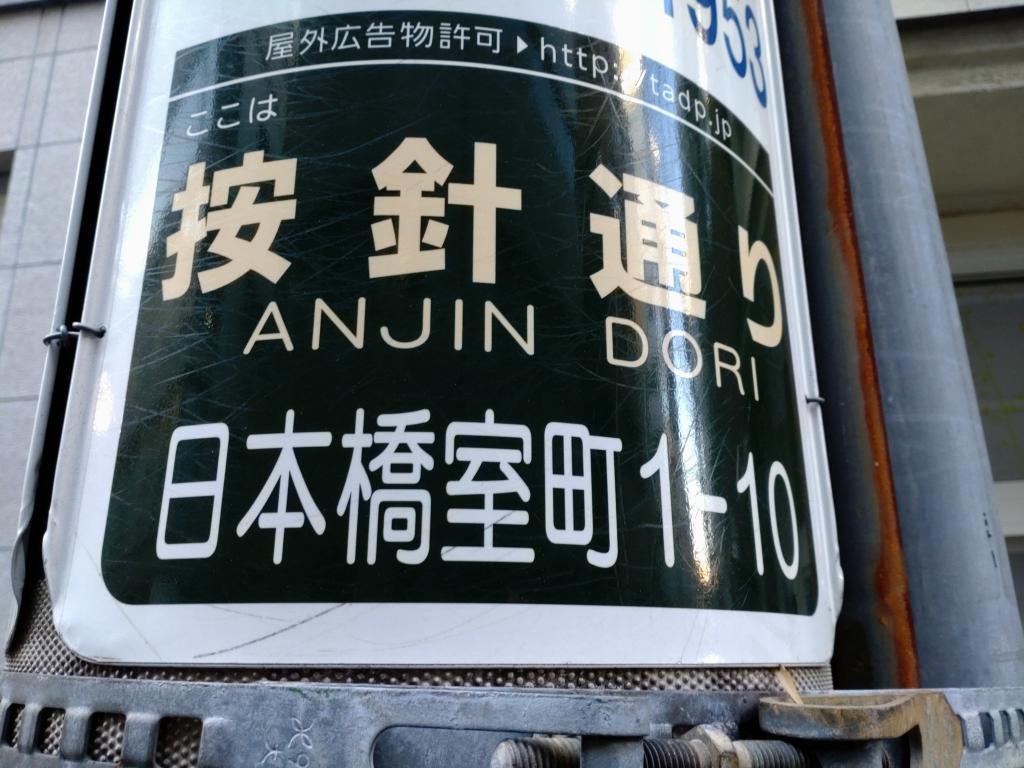 1953
屋外広告物許可▶http://tadp.jp
ここは
按針通り
ANJIN DORI
日本橋室町1-10